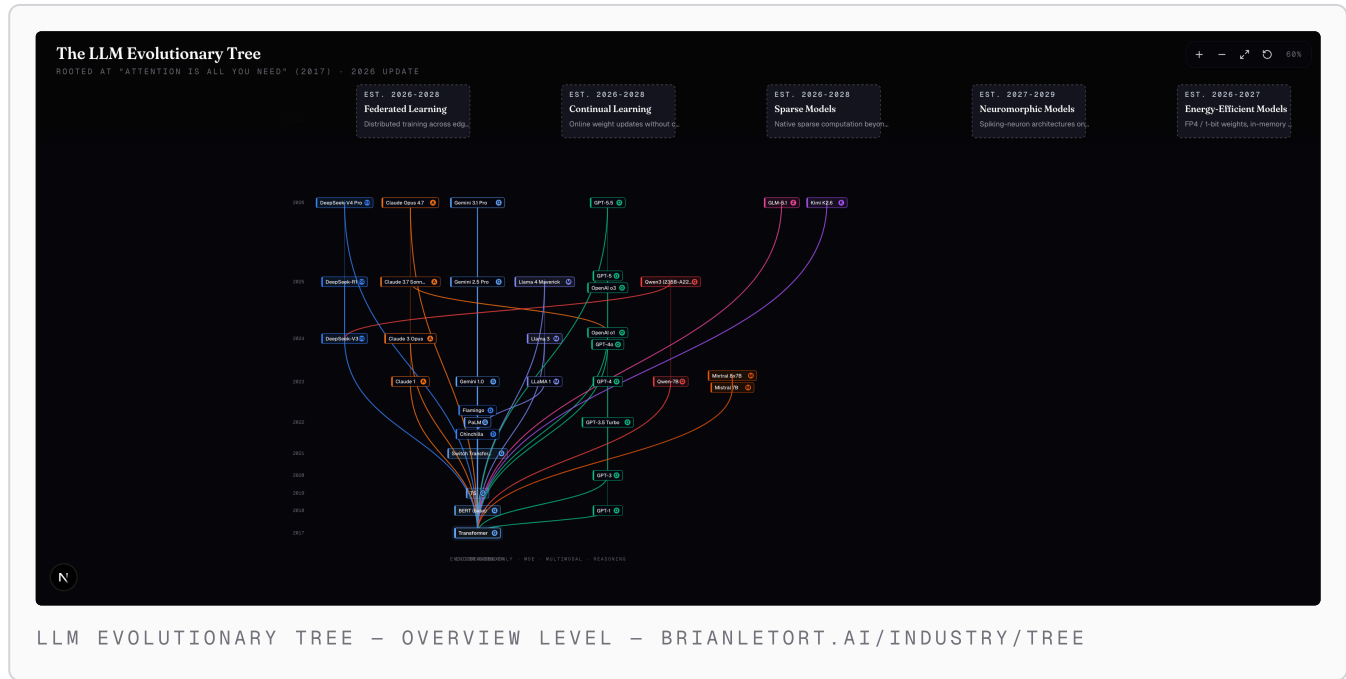 The LLM Evolutionary Tree
ROOTED AT "ATTENTION IS ALL YOU NEED" (2017) · 2026 UPDATE
60%
EST. 2026-2028
Federated Learning
Distributed training across edg…
EST. 2026-2028
Continual Learning
Online weight updates without c…
EST. 2026-2028
Sparse Models
Native sparse computation beyon…
EST. 2027-2029
Neuromorphic Models
Spiking-neuron architectures on…
EST. 2026-2027
Energy-Efficient Models
FP4 / 1-bit weights, in-memory …
2026
DeepSeek-V4 Pro
Claude Opus 4.7
Gemini 3.1 Pro
GPT-5.5
GLM-5.1
Kimi K2.6
2025
DeepSeek-R1
Claude 3.7 Sonn…
Gemini 2.5 Pro
Llama 4 Maverick
GPT-5
OpenAI o3
Qwen3 (235B-A22…
2024
DeepSeek-V3
Claude 3 Opus
Llama 3
OpenAI o1
GPT-4o
2023
Claude 1
Gemini 1.0
LLaMA 1
GPT-4
Qwen-7B
Mixtral 8x7B
Mistral 7B
Flamingo
2022
PaLM
GPT-3.5 Turbo
Chinchilla
2021
Switch Transfor…
2020
GPT-3
2019
T5
2018
GPT-1
2017
Transformer
· MOE · MULTIMODAL · REASONING
N
LLM EVOLUTIONARY TREE — OVERVIEW LEVEL — BRIANLETORT.AI/INDUSTRY/TREE